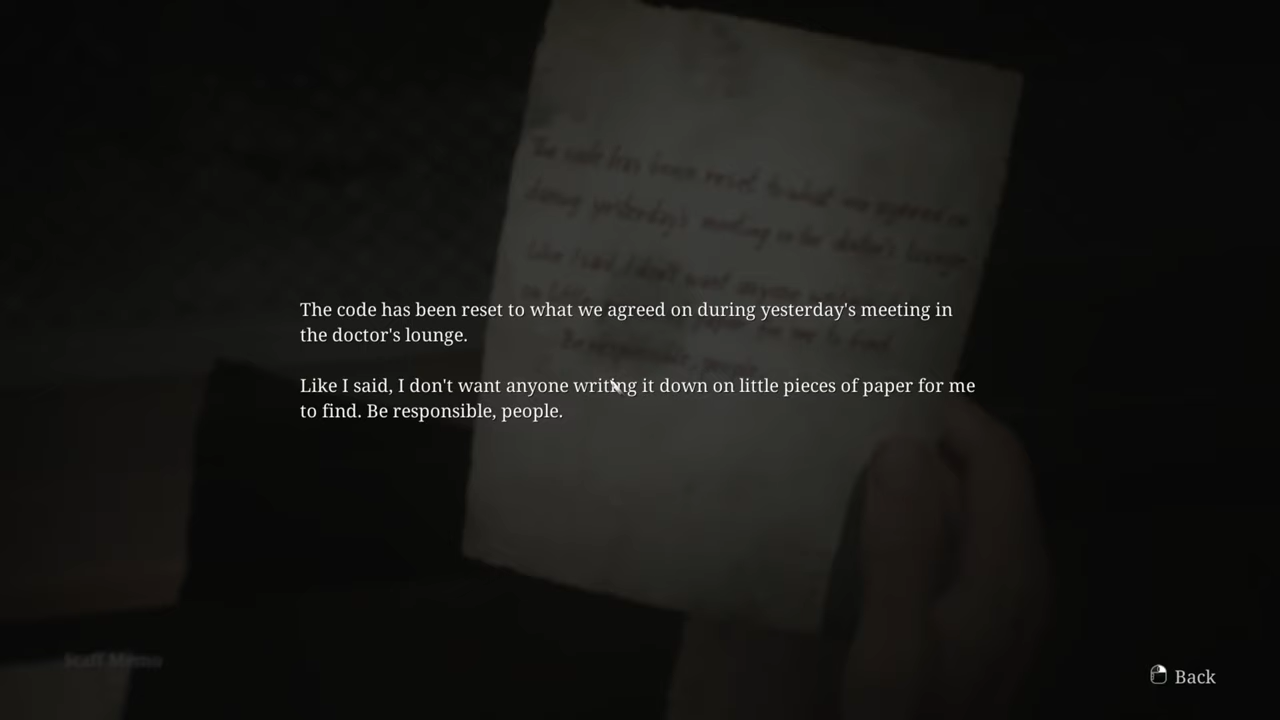 The code has been reset to what we agreed on during yesterday's meeting in
the doctor's lounge.
Like I said, I don't want anyone writing it down on little pieces of paper for me
to find. Be responsible, people.
Staff Memo
Back